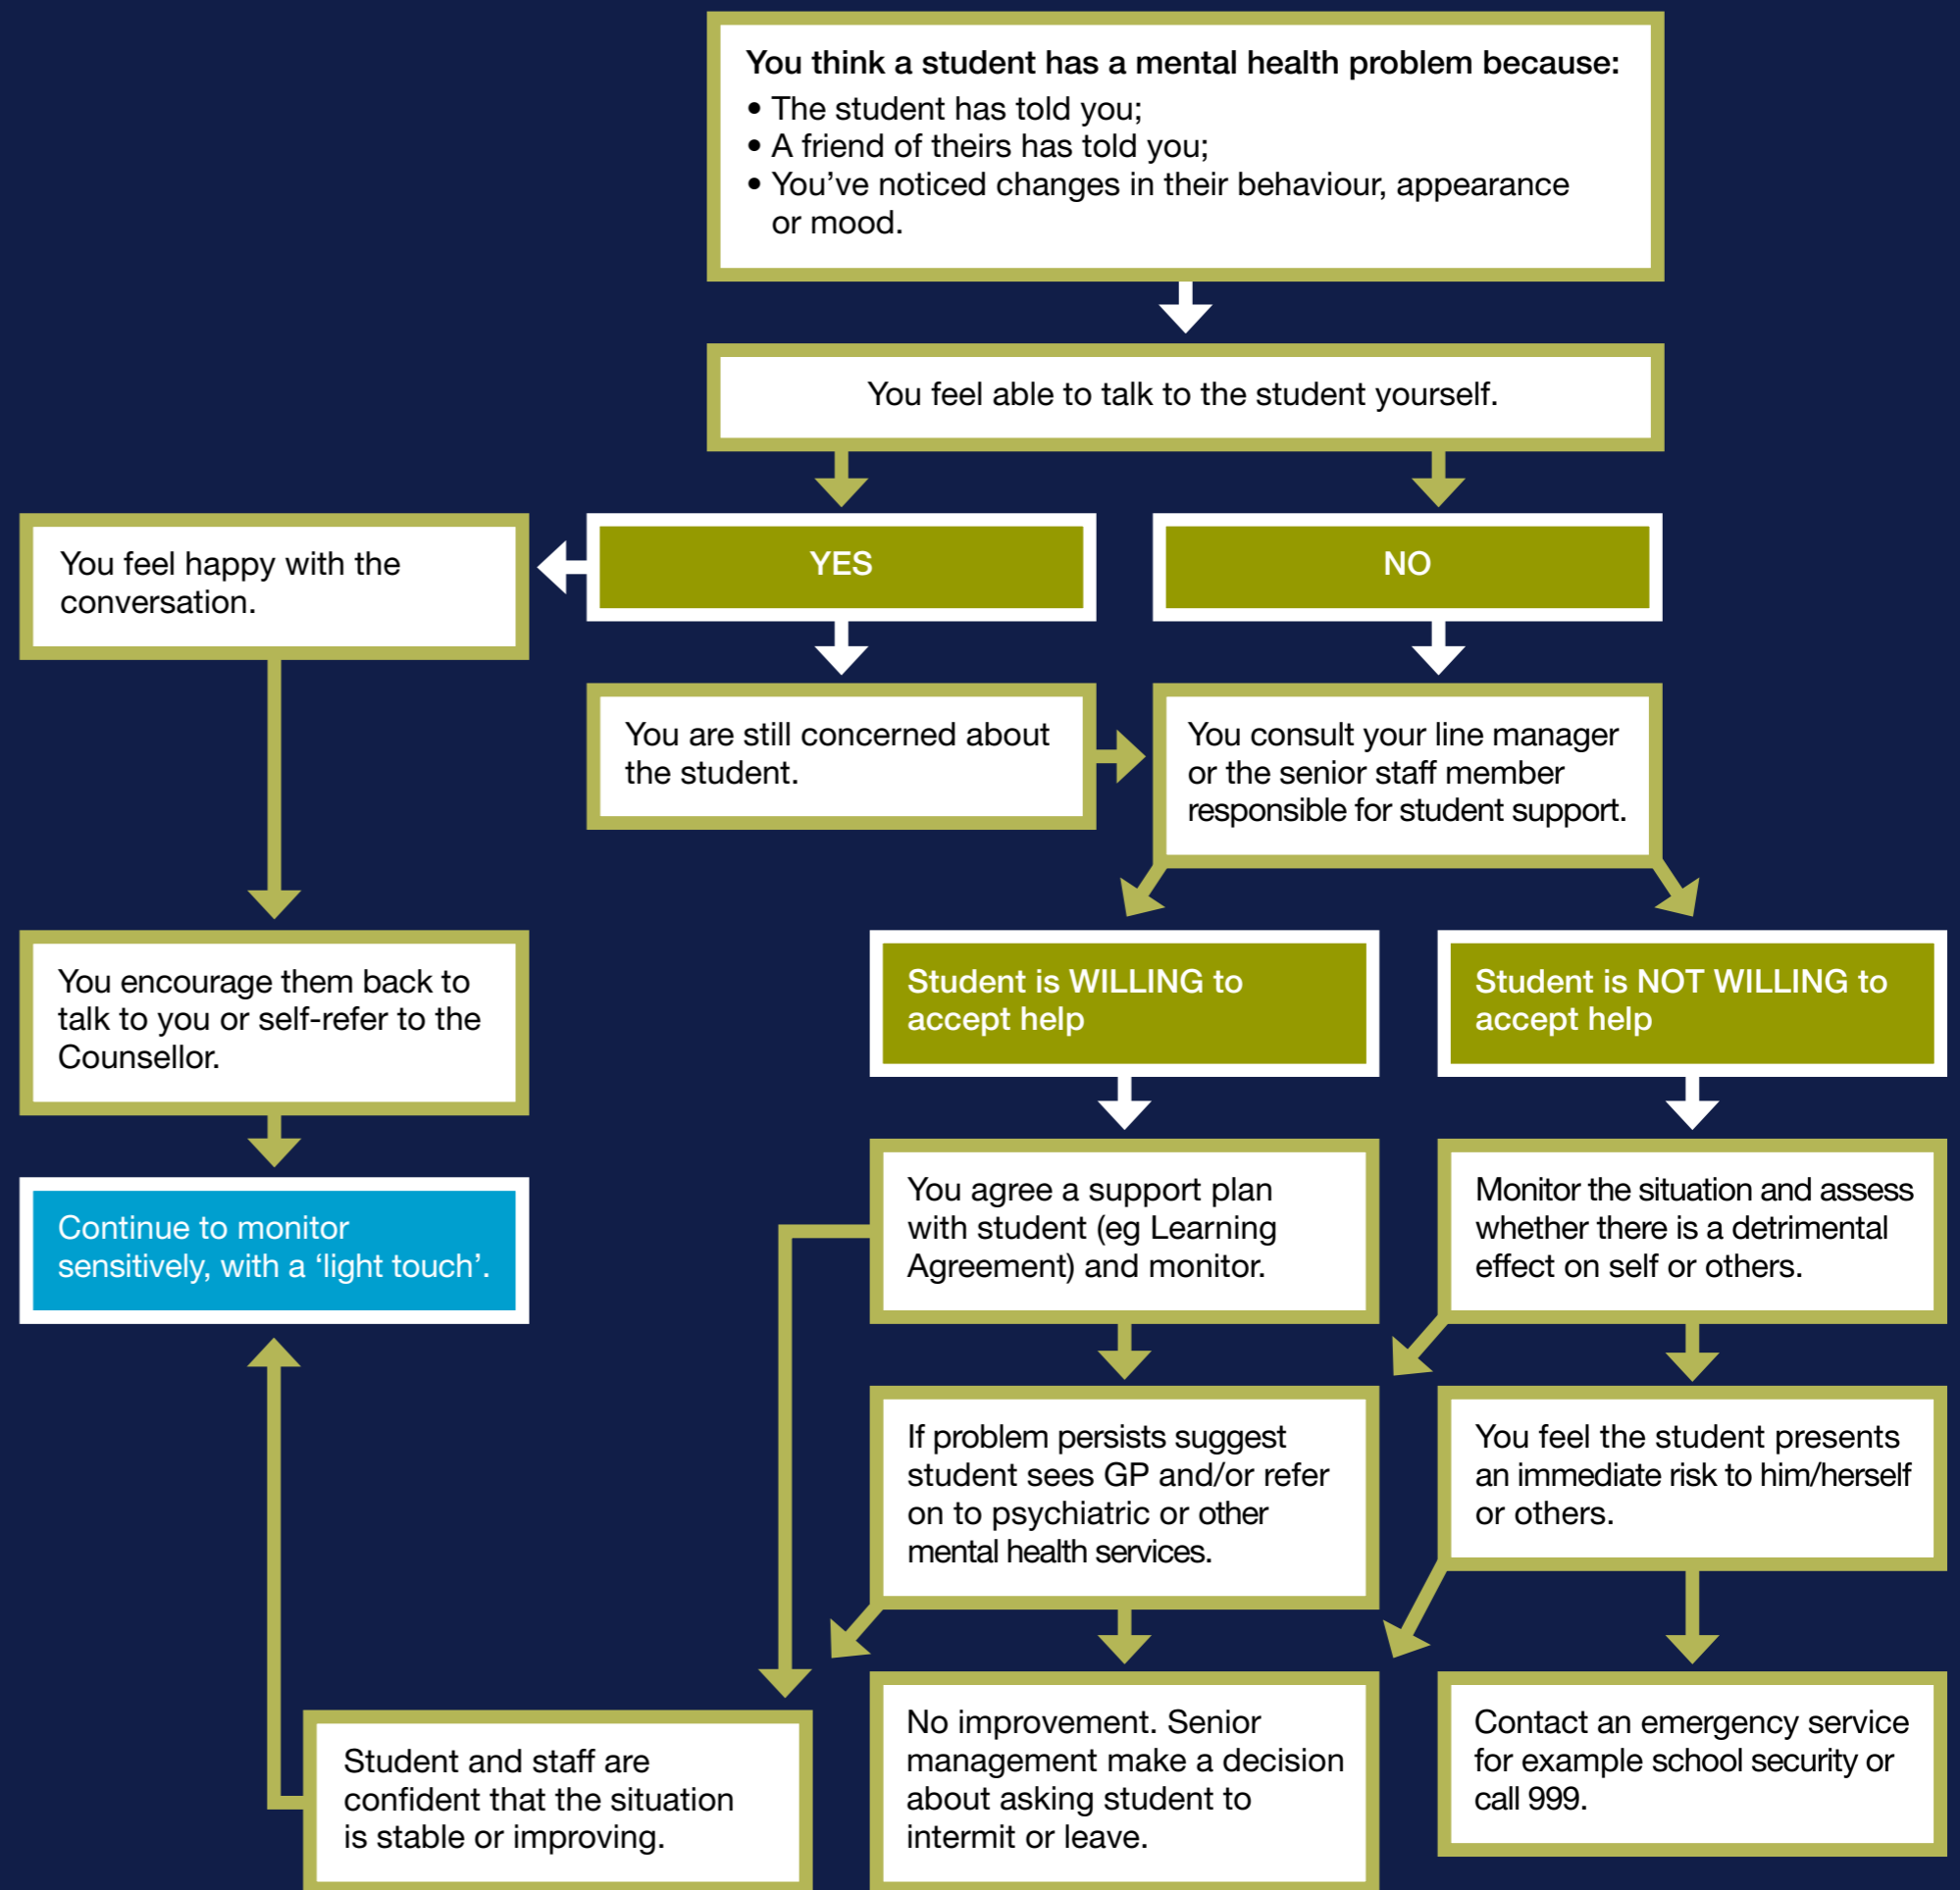 You think a student has a mental health problem because:
• The student has told you;
• A friend of theirs has told you;
• You’ve noticed changes in their behaviour, appearance
or mood.
You feel able to talk to the student yourself.
You feel happy with the
conversation.
YES
NO
You are still concerned about
the student.
You consult your line manager
or the senior staff member
responsible for student support.
You encourage them back to
talk to you or self-refer to the
Counsellor.
Student is WILLING to
accept help
Student is NOT WILLING to
accept help
Continue to monitor
sensitively, with a ‘light touch’.
You agree a support plan
with student (eg Learning
Agreement) and monitor.
Monitor the situation and assess
whether there is a detrimental
effect on self or others.
If problem persists suggest
student sees GP and/or refer
on to psychiatric or other
mental health services.
You feel the student presents
an immediate risk to him/herself
or others.
Student and staff are
confident that the situation
is stable or improving.
No improvement. Senior
management make a decision
about asking student to
intermit or leave.
Contact an emergency service
for example school security or
call 999.